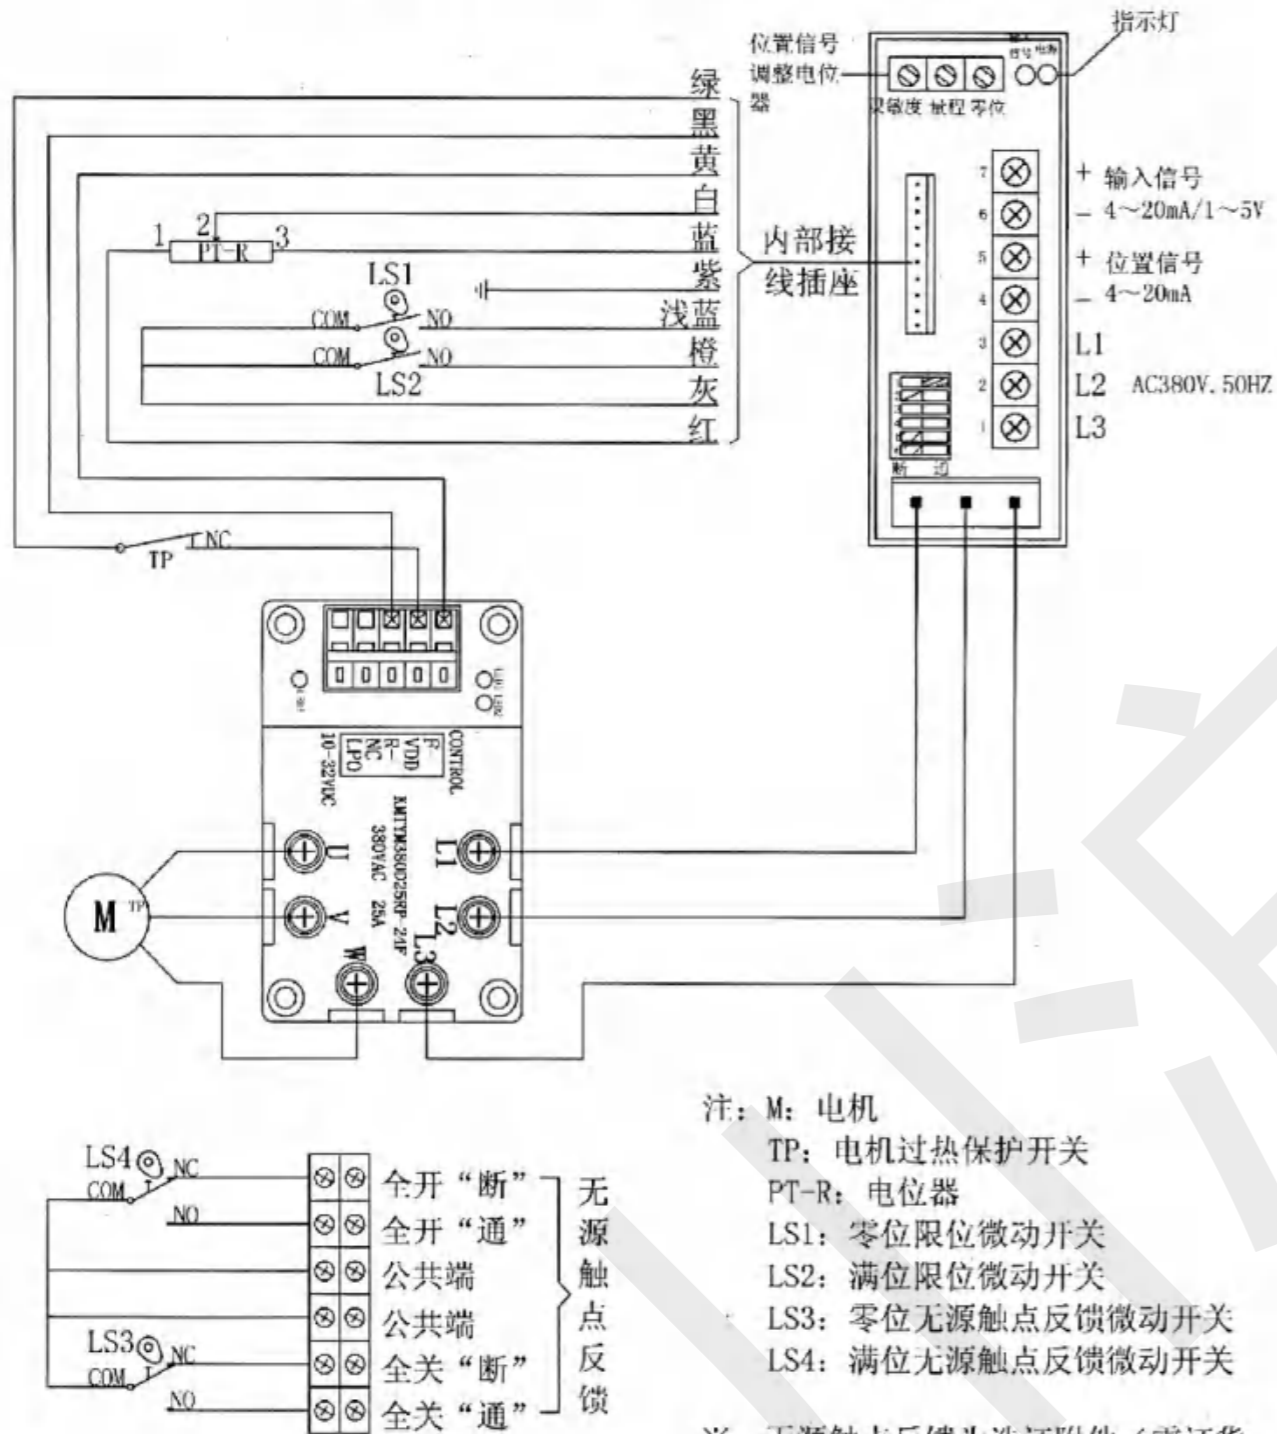 指示灯
位置信号
调整电位
器
信号 电源
灵敏度 量程 零位
绿
黑
黄
白
蓝
紫
浅蓝
橙
灰
红
内部接
线插座
1 2 3
PT-R
LS1
COM NO
COM NO
LS2
7 + 输入信号
6 - 4~20mA/1~5V
5 + 位置信号
4 - 4~20mA
3 L1
2 L2 AC380V.50HZ
1 L3
断 通
NC
TP
CONTROL
F-
VDD
R-
NC
LPO
10-32VDC
380VAC 25A
U
V
W
L1
L2
L3
M TP
注: M: 电机
TP: 电机过热保护开关
PT-R: 电位器
LS1: 零位限位微动开关
LS2: 满位限位微动开关
LS3: 零位无源触点反馈微动开关
LS4: 满位无源触点反馈微动开关
LS4 NC
COM
NO
LS3 NC
COM
NO
全开“断”
全开“通”
公共端
公共端
全关“断”
全关“通”
无源触点反馈